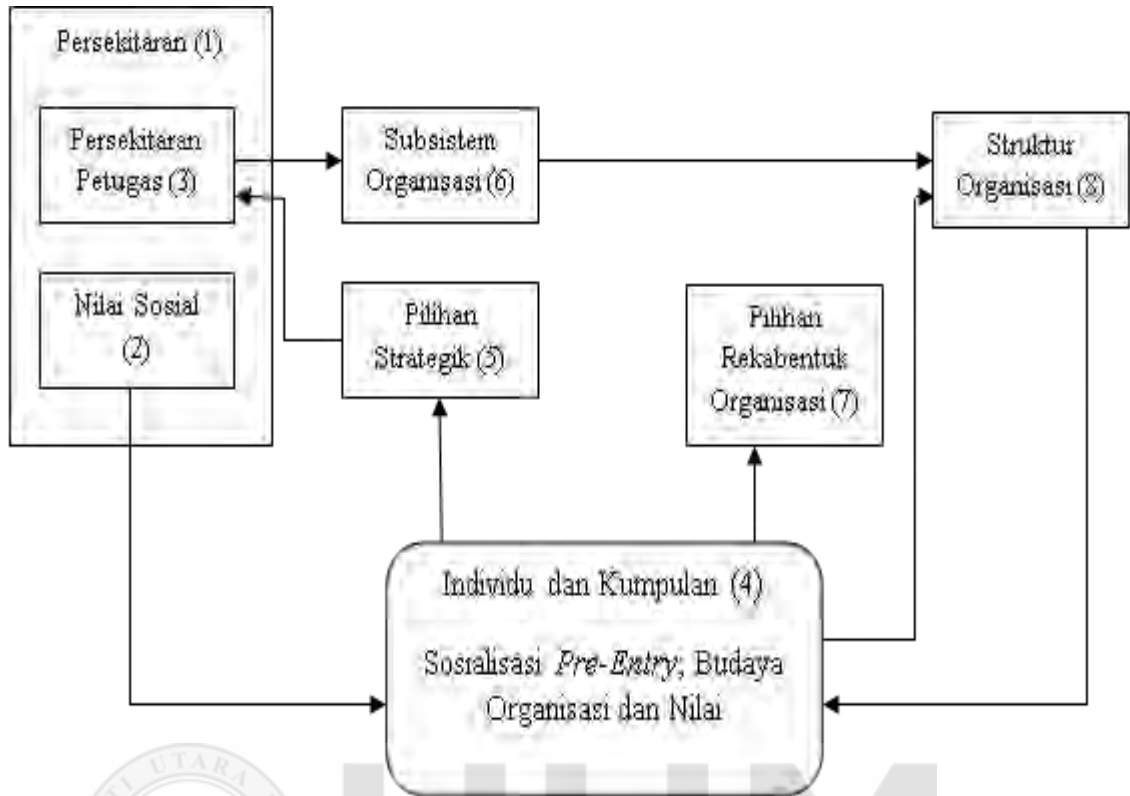 Persekitaran (1)
Persekitaran
Petugas (3)
Nilai Sosial
(2)
Subsistem
Organisasi (6)
Pilihan
Strategik (5)
Pilihan
Rekabentuk
Organisasi (7)
Struktur
Organisasi (8)
Individu dan Kumpulan (4)
Sosialisasi Pre-Entry, Budaya
Organisasi dan Nilai
UTARA